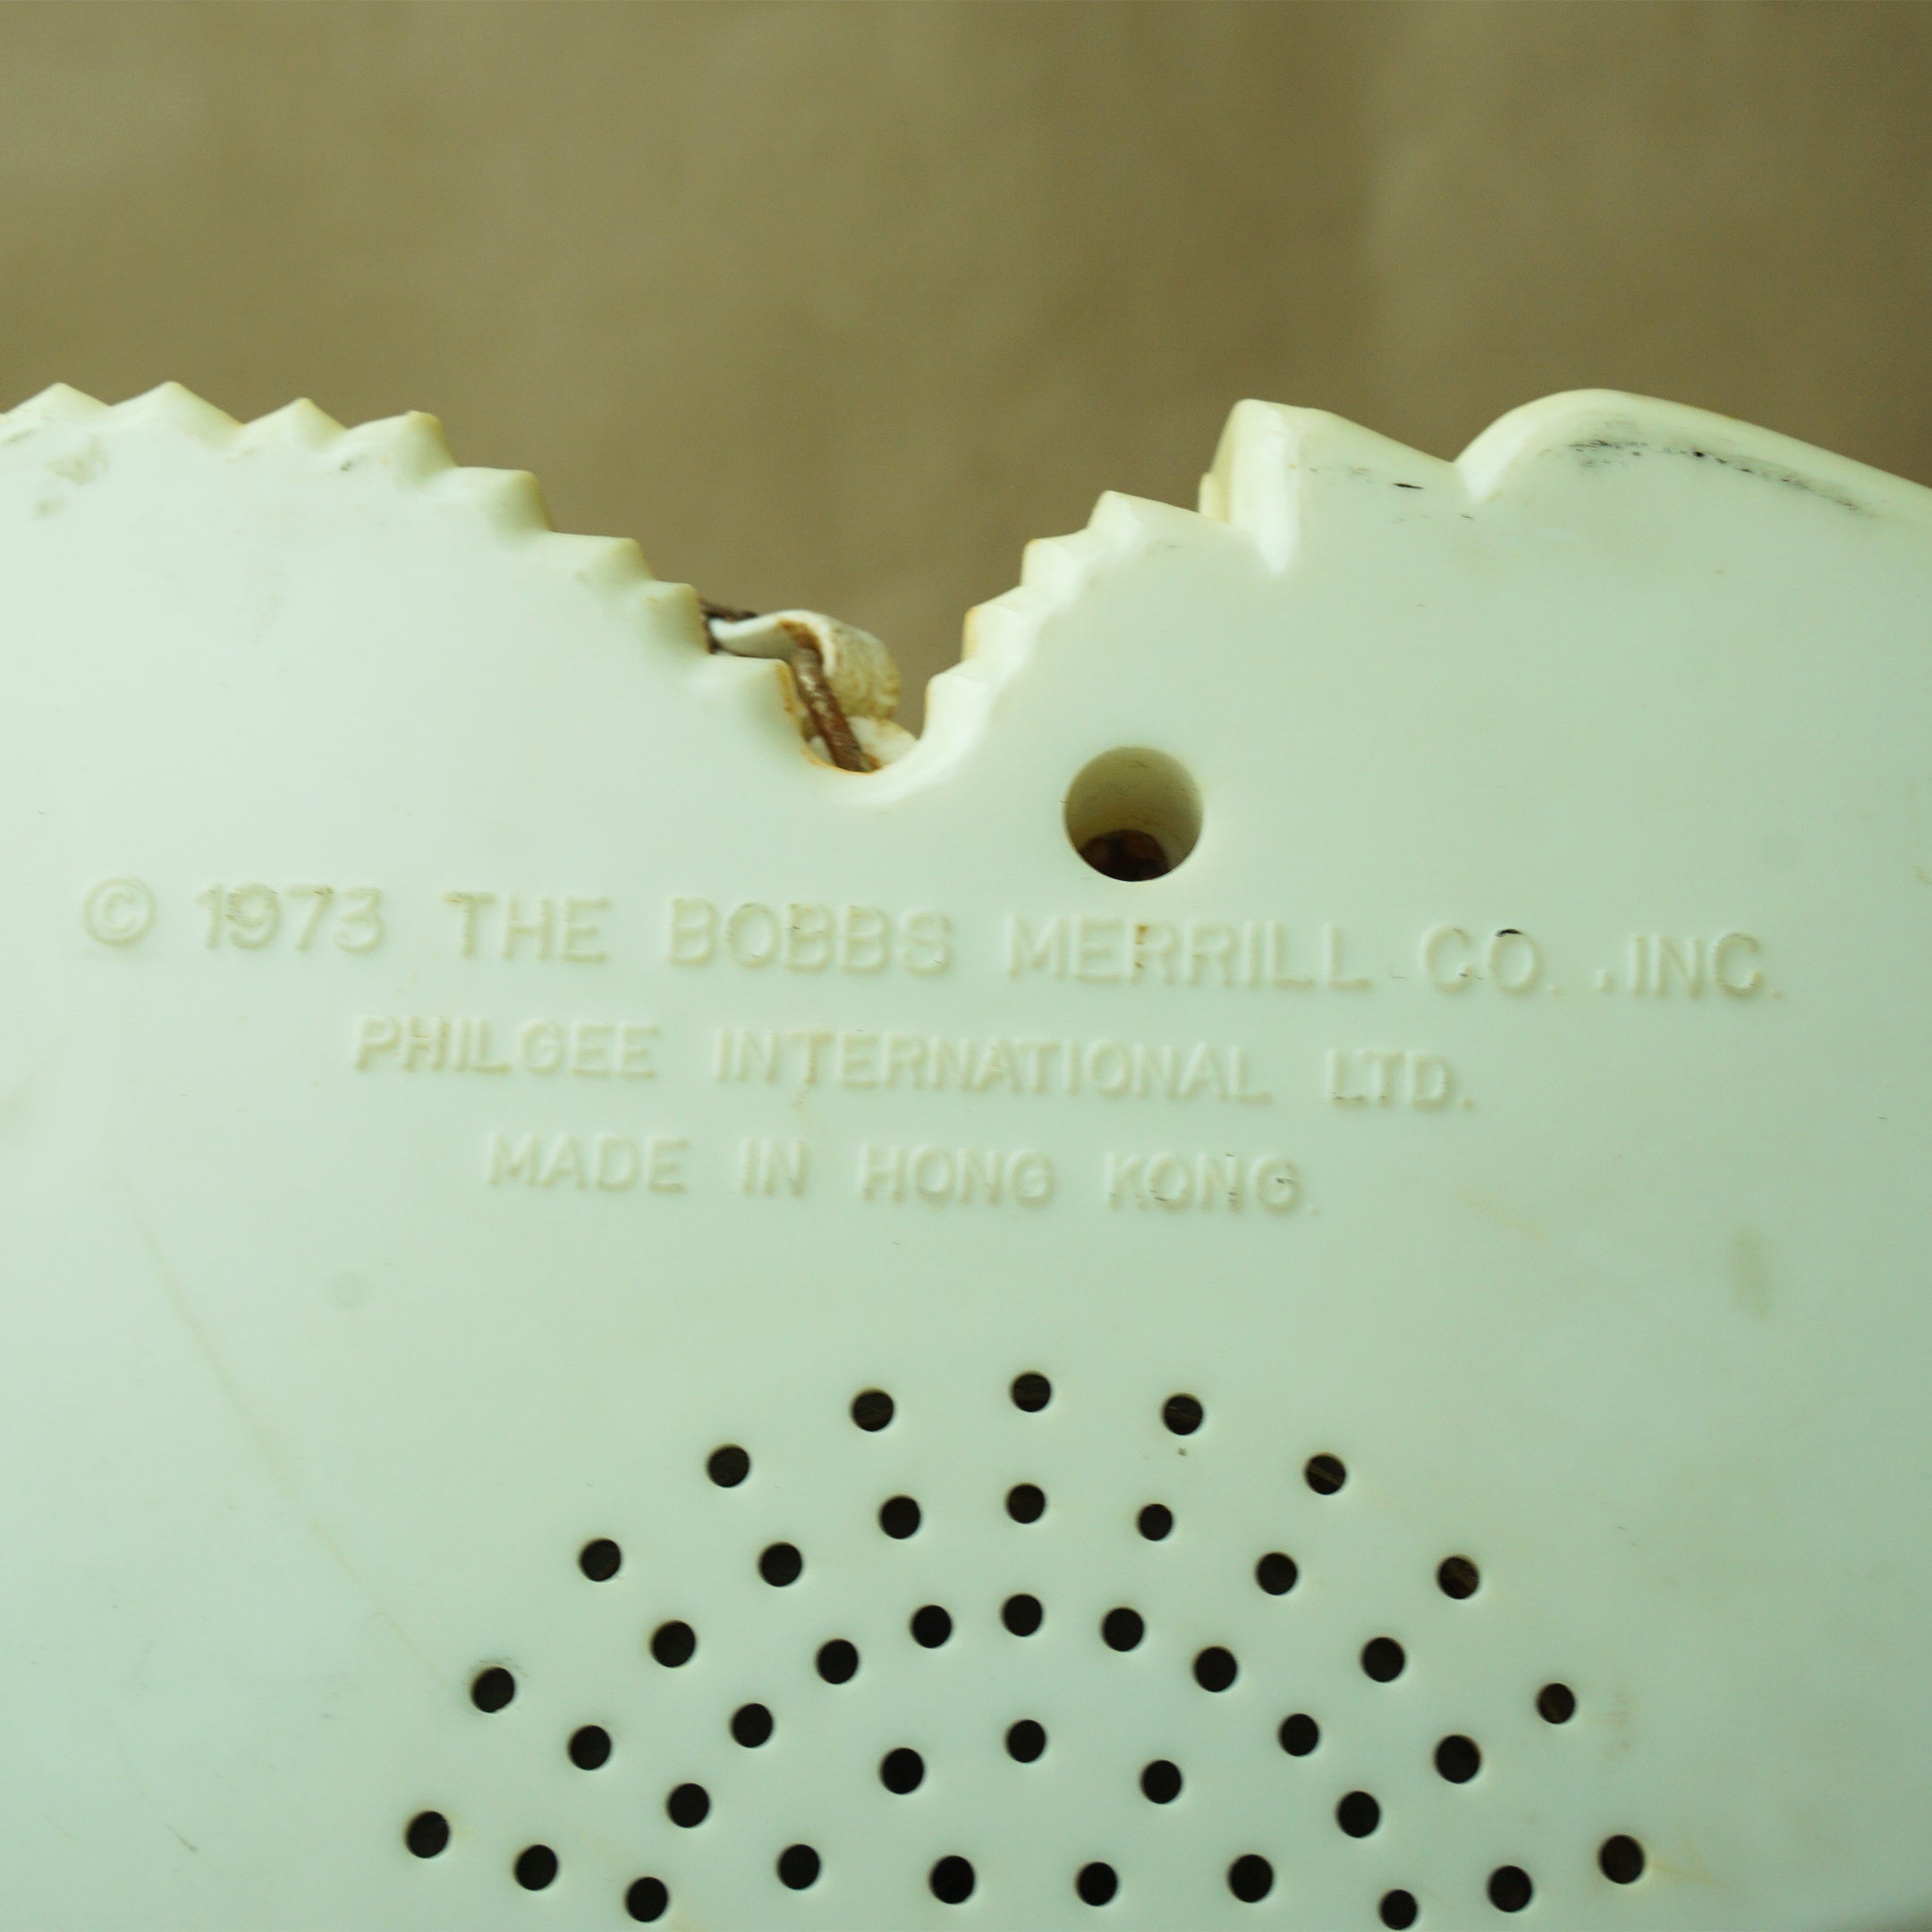 © 1973 THE BOBBS MERRILL CO. .INC.
PHILGEE INTERNATIONAL LTD.
MADE IN HONG KONG.